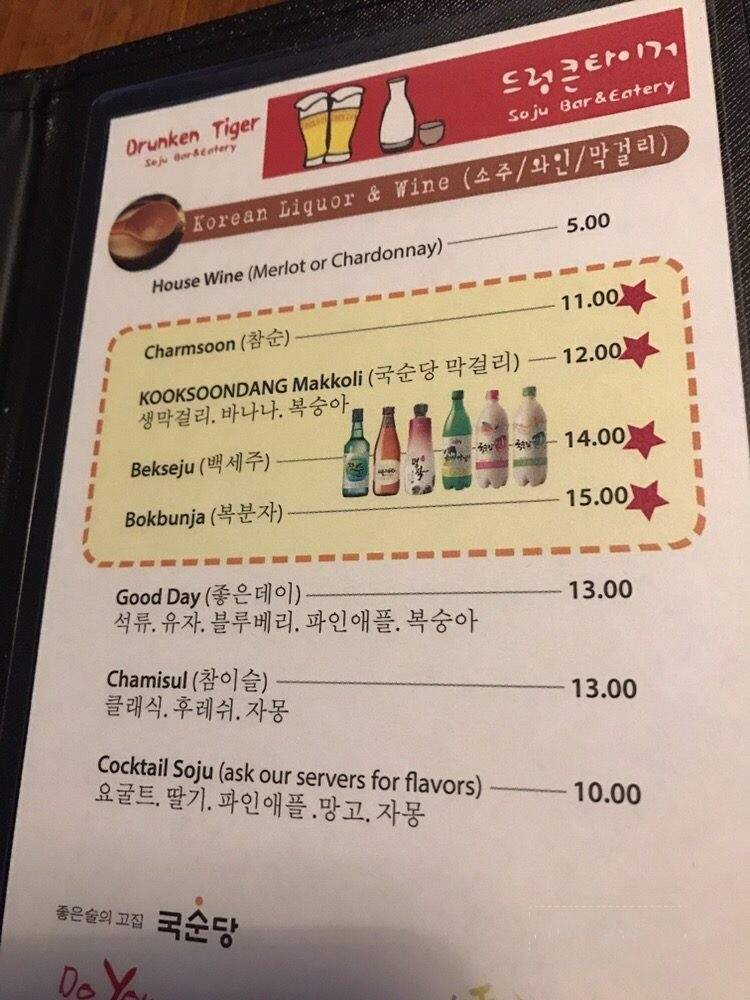 Drunken Tiger
Soju Bar&Eatery
드렁큰타이거
Soju Bar&Eatery
Korean Liquor & Wine (소주/와인/막걸리)
House Wine (Merlot or Chardonnay) 5.00
Charmsoon (참순) 11.00
KOOKSOONDANG Makkoli (국순당 막걸리) 12.00
생막걸리. 바나나. 복숭아
Bekseju (백세주) 14.00
Bokbunja (복분자) 15.00
Good Day (좋은데이) 13.00
석류. 유자. 블루베리. 파인애플. 복숭아
Chamisul (참이슬) 13.00
클래식. 후레쉬. 자몽
Cocktail Soju (ask our servers for flavors) 10.00
요굴트. 딸기. 파인애플 .망고. 자몽
좋은술의 고집 국순당
Do You